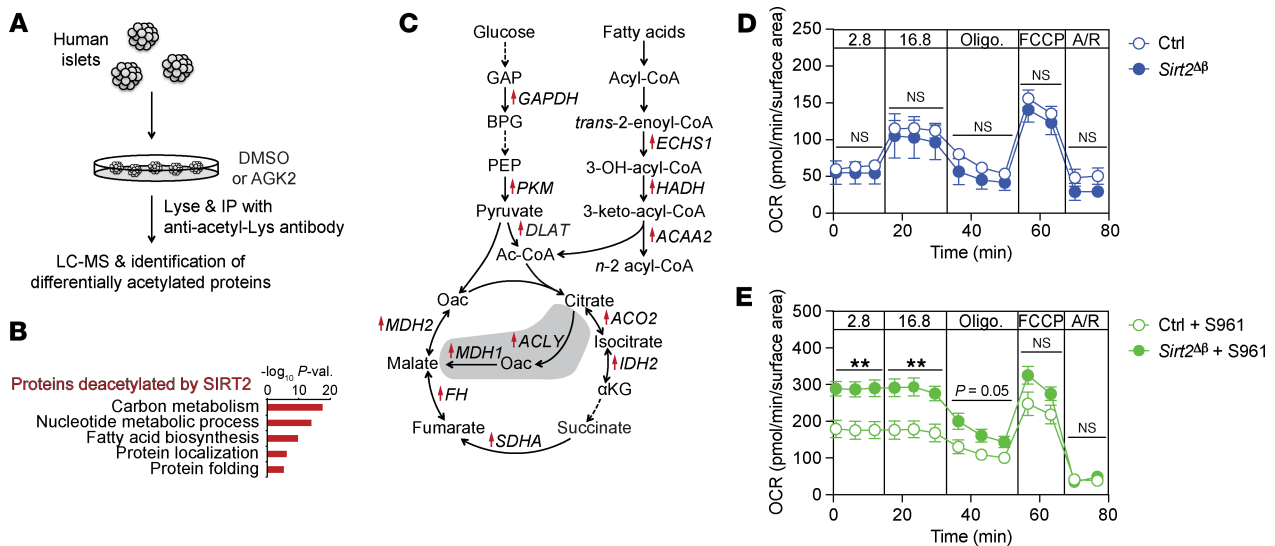 A
Human
islets
DMSO
or AGK2
Lyse & IP with
anti-acetyl-Lys antibody
LC-MS & identification of
differentially acetylated proteins
B
Proteins deacetylated by SIRT2
-log10 P-val.
0 10 20
Carbon metabolism
Nucleotide metabolic process
Fatty acid biosynthesis
Protein localization
Protein folding
C
Glucose
GAP
GAPDH
BPG
PEP
PKM
Pyruvate
DLAT
Ac-CoA
Fatty acids
Acyl-CoA
trans-2-enoyl-CoA
ECHS1
3-OH-acyl-CoA
HADH
3-keto-acyl-CoA
ACAA2
n-2 acyl-CoA
Oac
Citrate
MDH2
ACO2
ACLY
MDH1
Oac
Isocitrate
Malate
IDH2
FH
αKG
Fumarate
Succinate
SDHA
D
OCR (pmol/min/surface area)
250
200
150
100
50
0
2.8 16.8 Oligo. FCCP A/R
NS
NS
NS
NS
NS
0 20 40 60 80
Time (min)
Ctrl
Sirt2Δβ
E
OCR (pmol/min/surface area)
500
400
300
200
100
0
2.8 16.8 Oligo. FCCP A/R
**
**
P = 0.05
NS
NS
0 20 40 60 80
Time (min)
Ctrl + S961
Sirt2Δβ + S961